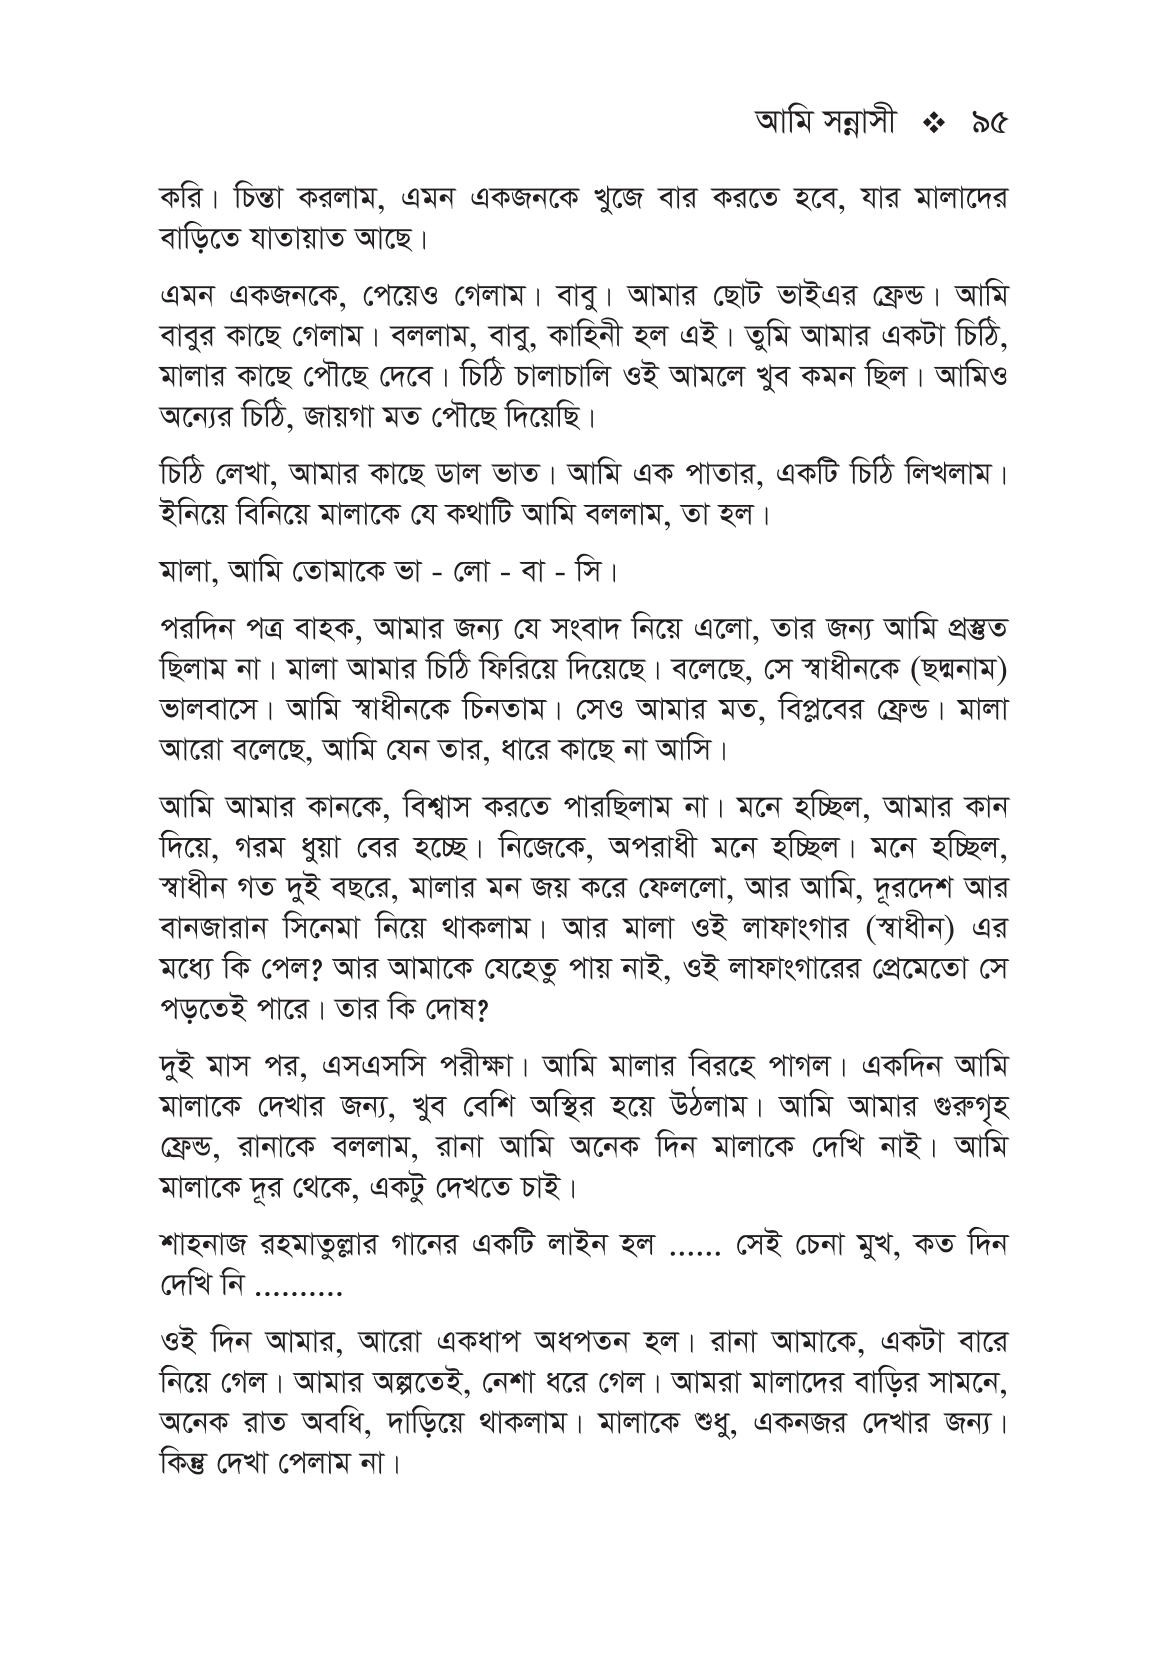 আমি সন্নাসী ❖ ৯৫
করি। চিন্তা করলাম, এমন একজনকে খুজে বার করতে হবে, যার মালাদের
বাড়িতে যাতায়াত আছে।
এমন একজনকে, পেয়েও গেলাম। বাবু। আমার ছোট ভাইএর ফ্রেন্ড। আমি
বাবুর কাছে গেলাম। বললাম, বাবু, কাহিনী হল এই। তুমি আমার একটা চিঠি,
মালার কাছে পৌছে দেবে। চিঠি চালাচালি ওই আমলে খুব কমন ছিল। আমিও
অন্যের চিঠি, জায়গা মত পৌছে দিয়েছি।
চিঠি লেখা, আমার কাছে ডাল ভাত। আমি এক পাতার, একটি চিঠি লিখলাম।
ইনিয়ে বিনিয়ে মালাকে যে কথাটি আমি বললাম, তা হল।
মালা, আমি তোমাকে ভা - লো - বা - সি।
পরদিন পত্র বাহক, আমার জন্য যে সংবাদ নিয়ে এলো, তার জন্য আমি প্রস্তুত
ছিলাম না। মালা আমার চিঠি ফিরিয়ে দিয়েছে। বলেছে, সে স্বাধীনকে (ছদ্মনাম)
ভালবাসে। আমি স্বাধীনকে চিনতাম। সেও আমার মত, বিপ্লবের ফ্রেন্ড। মালা
আরো বলেছে, আমি যেন তার, ধারে কাছে না আসি।
আমি আমার কানকে, বিশ্বাস করতে পারছিলাম না। মনে হচ্ছিল, আমার কান
দিয়ে, গরম ধুয়া বের হচ্ছে। নিজেকে, অপরাধী মনে হচ্ছিল। মনে হচ্ছিল,
স্বাধীন গত দুই বছরে, মালার মন জয় করে ফেললো, আর আমি, দূরদেশ আর
বানজারান সিনেমা নিয়ে থাকলাম। আর মালা ওই লাফাংগার (স্বাধীন) এর
মধ্যে কি পেল? আর আমাকে যেহেতু পায় নাই, ওই লাফাংগারের প্রেমেতো সে
পড়তেই পারে। তার কি দোষ?
দুই মাস পর, এসএসসি পরীক্ষা। আমি মালার বিরহে পাগল। একদিন আমি
মালাকে দেখার জন্য, খুব বেশি অস্থির হয়ে উঠলাম। আমি আমার গুরুগৃহ
ফ্রেন্ড, রানাকে বললাম, রানা আমি অনেক দিন মালাকে দেখি নাই। আমি
মালাকে দূর থেকে, একটু দেখতে চাই।
শাহনাজ রহমাতুল্লার গানের একটি লাইন হল ...... সেই চেনা মুখ, কত দিন
দেখি নি ..........
ওই দিন আমার, আরো একধাপ অধপতন হল। রানা আমাকে, একটা বারে
নিয়ে গেল। আমার অল্পতেই, নেশা ধরে গেল। আমরা মালাদের বাড়ির সামনে,
অনেক রাত অবধি, দাড়িয়ে থাকলাম। মালাকে শুধু, একনজর দেখার জন্য।
কিন্তু দেখা পেলাম না।